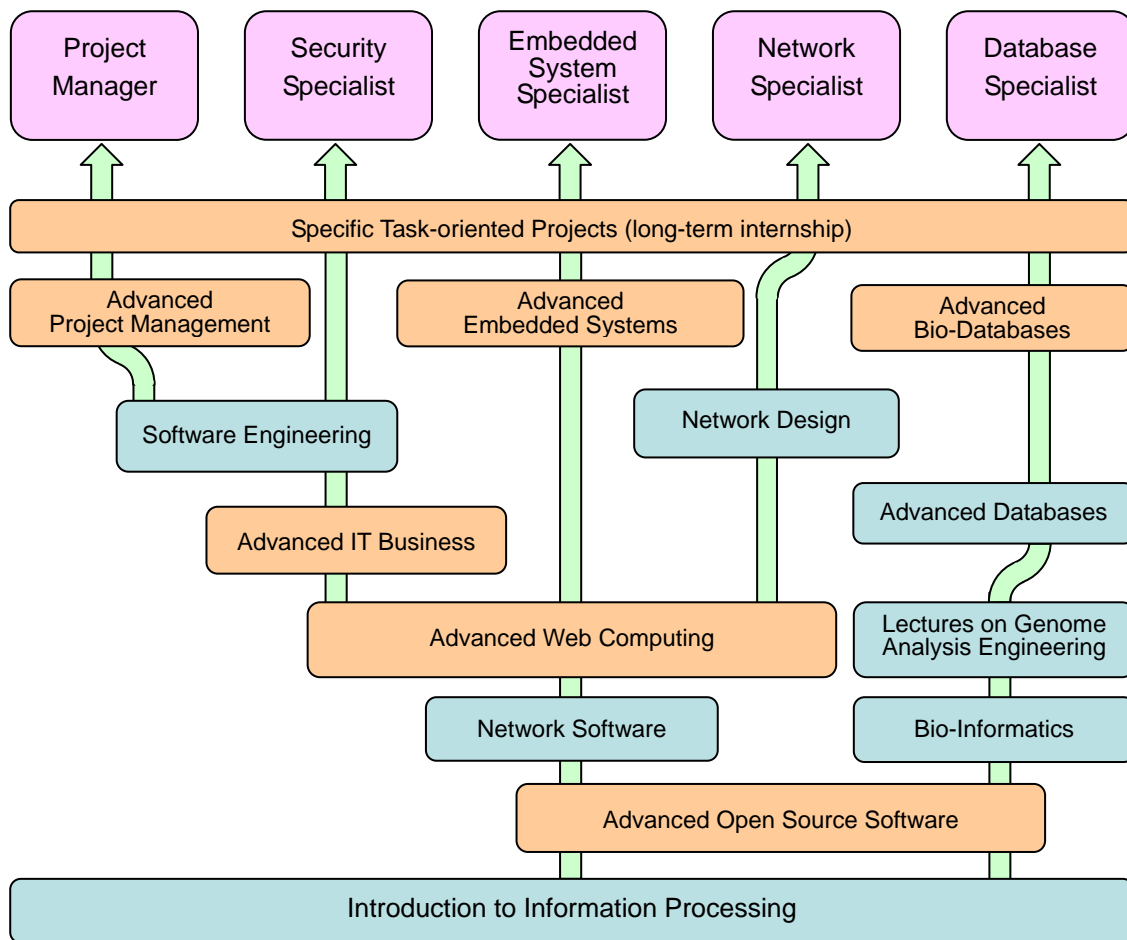 Project
Manager
Security
Specialist
Embedded
System
Specialist
Network
Specialist
Database
Specialist
Specific Task-oriented Projects (long-term internship)
Advanced
Project Management
Advanced
Embedded Systems
Advanced
Bio-Databases
Software Engineering
Network Design
Advanced IT Business
Advanced Databases
Advanced Web Computing
Lectures on Genome
Analysis Engineering
Network Software
Bio-Informatics
Advanced Open Source Software
Introduction to Information Processing